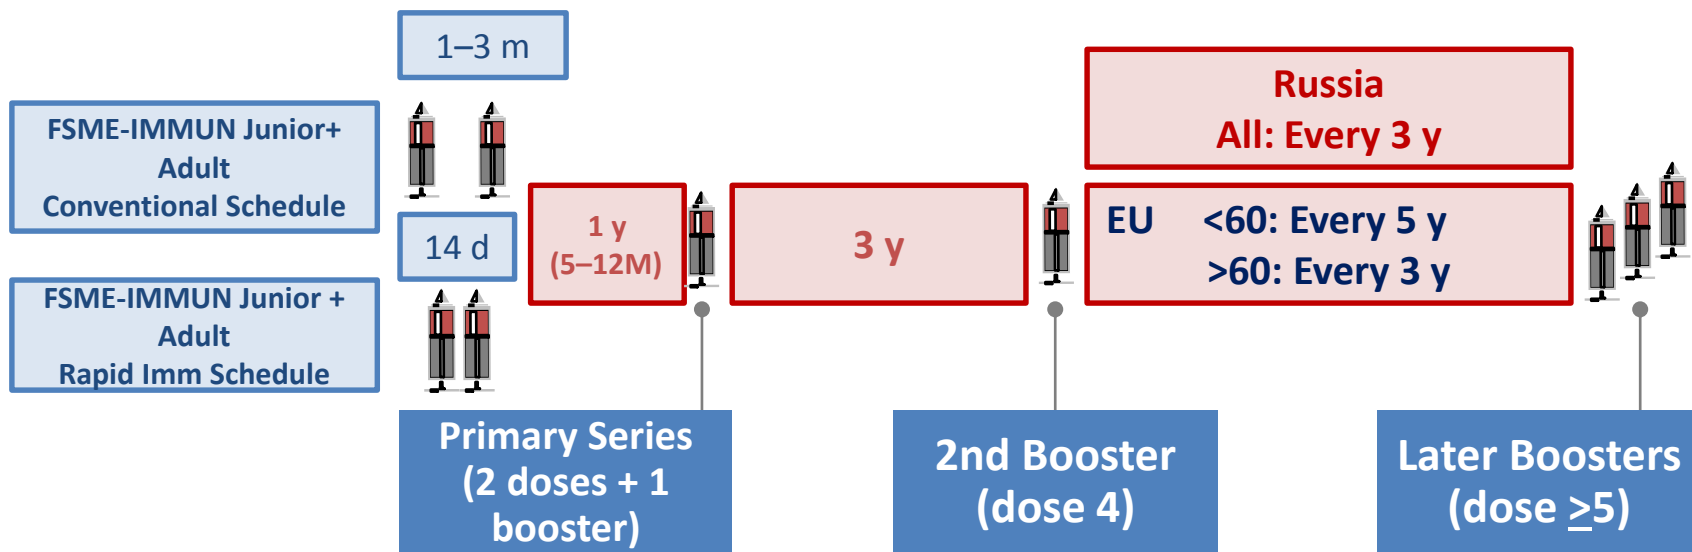 1–3 m
FSME-IMMUN Junior+
Adult
Conventional Schedule
14 d
FSME-IMMUN Junior +
Adult
Rapid Imm Schedule
1 y
(5–12M)
3 y
Russia
All: Every 3 y
EU <60: Every 5 y
>60: Every 3 y
Primary Series
(2 doses + 1
booster)
2nd Booster
(dose 4)
Later Boosters
(dose >5)